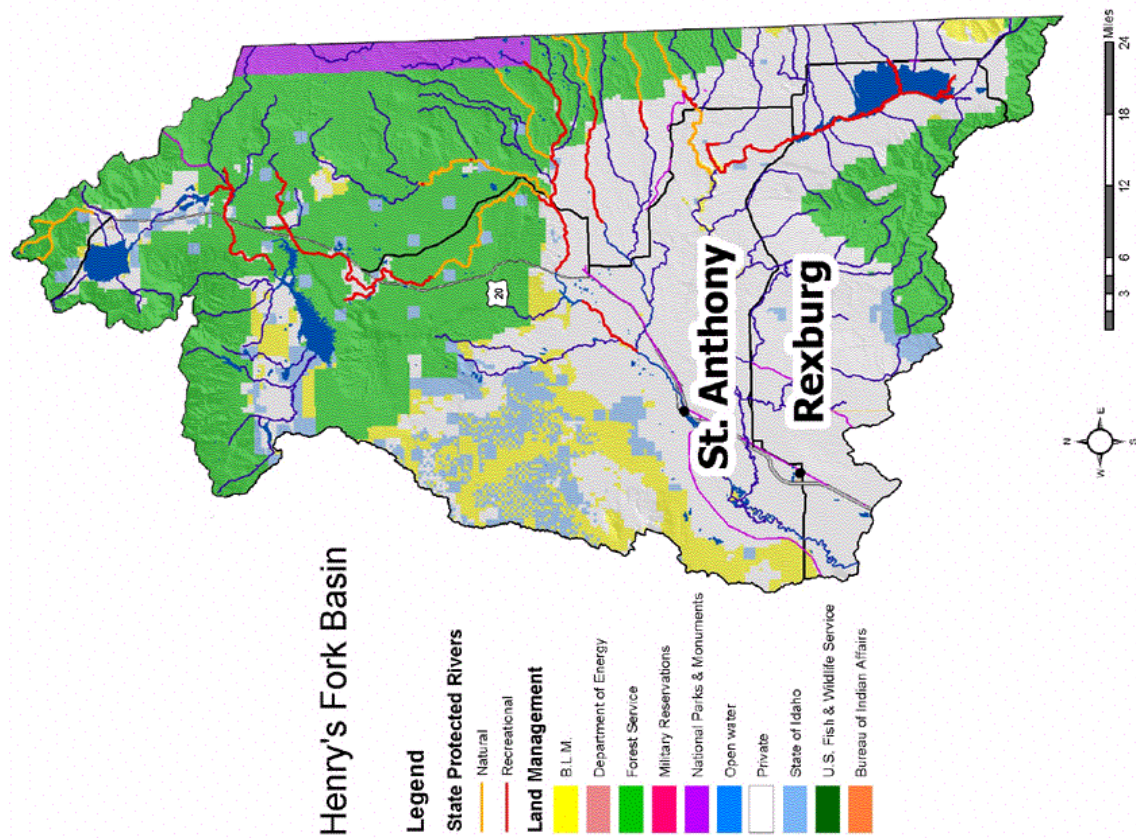 Henry's Fork Basin
Legend
State Protected Rivers
Natural
Recreational
Land Management
B.L.M.
Department of Energy
Forest Service
Military Reservations
National Parks & Monuments
Open water
Private
State of Idaho
U.S. Fish & Wildlife Service
Bureau of Indian Affairs
20
St. Anthony
Rexburg
N
W
E
S
3
6
12
18
24
Miles